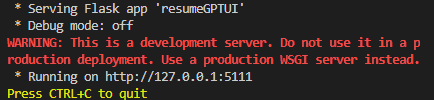 * Serving Flask app 'resumeGPTUI'
* Debug mode: off
WARNING: This is a development server. Do not use it in a p
roduction deployment. Use a production WSGI server instead.
* Running on http://127.0.0.1:5111
Press CTRL+C to quit